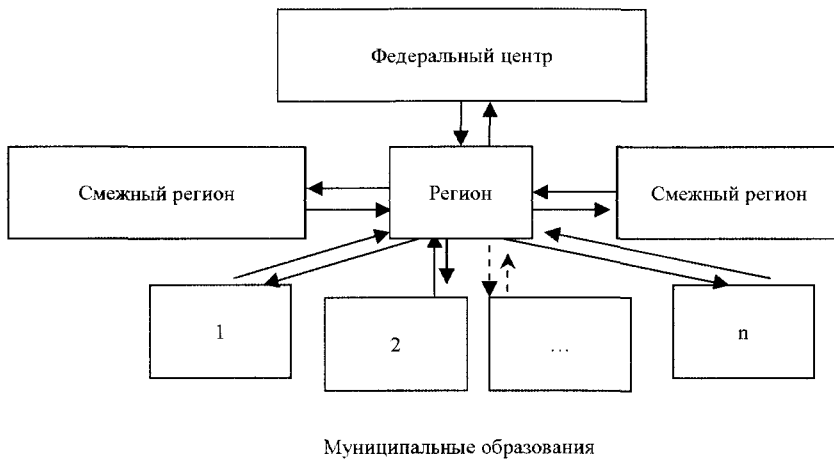 Федеральный центр
Смежный регион
Регион
Смежный регион
1
2
...
n
Муниципальные образования